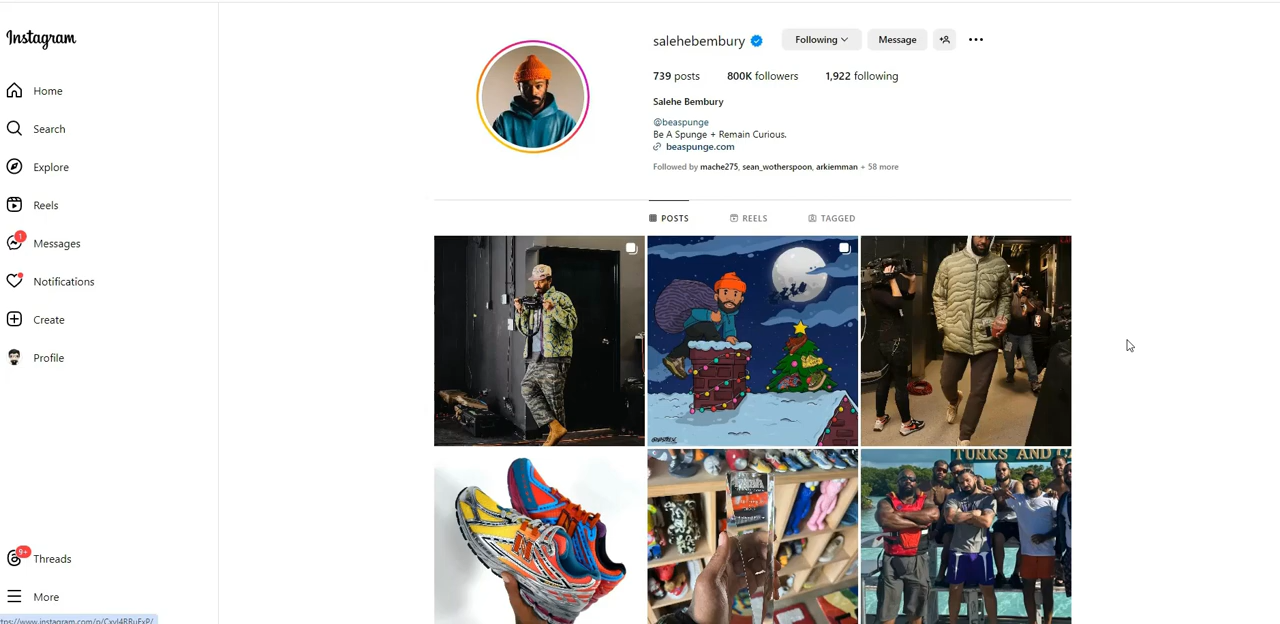 Instagram
Home
Search
Explore
Reels
1
Messages
Notifications
Create
Profile
9+
Threads
More
salehebembury
Following
Message
739 posts 800K followers 1,922 following
Salehe Bembury
@beaspunge
Be A Spunge + Remain Curious.
beaspunge.com
Followed by mache275, sean_wotherspoon, arkiemman + 58 more
POSTS REELS TAGGED
TURKS AND